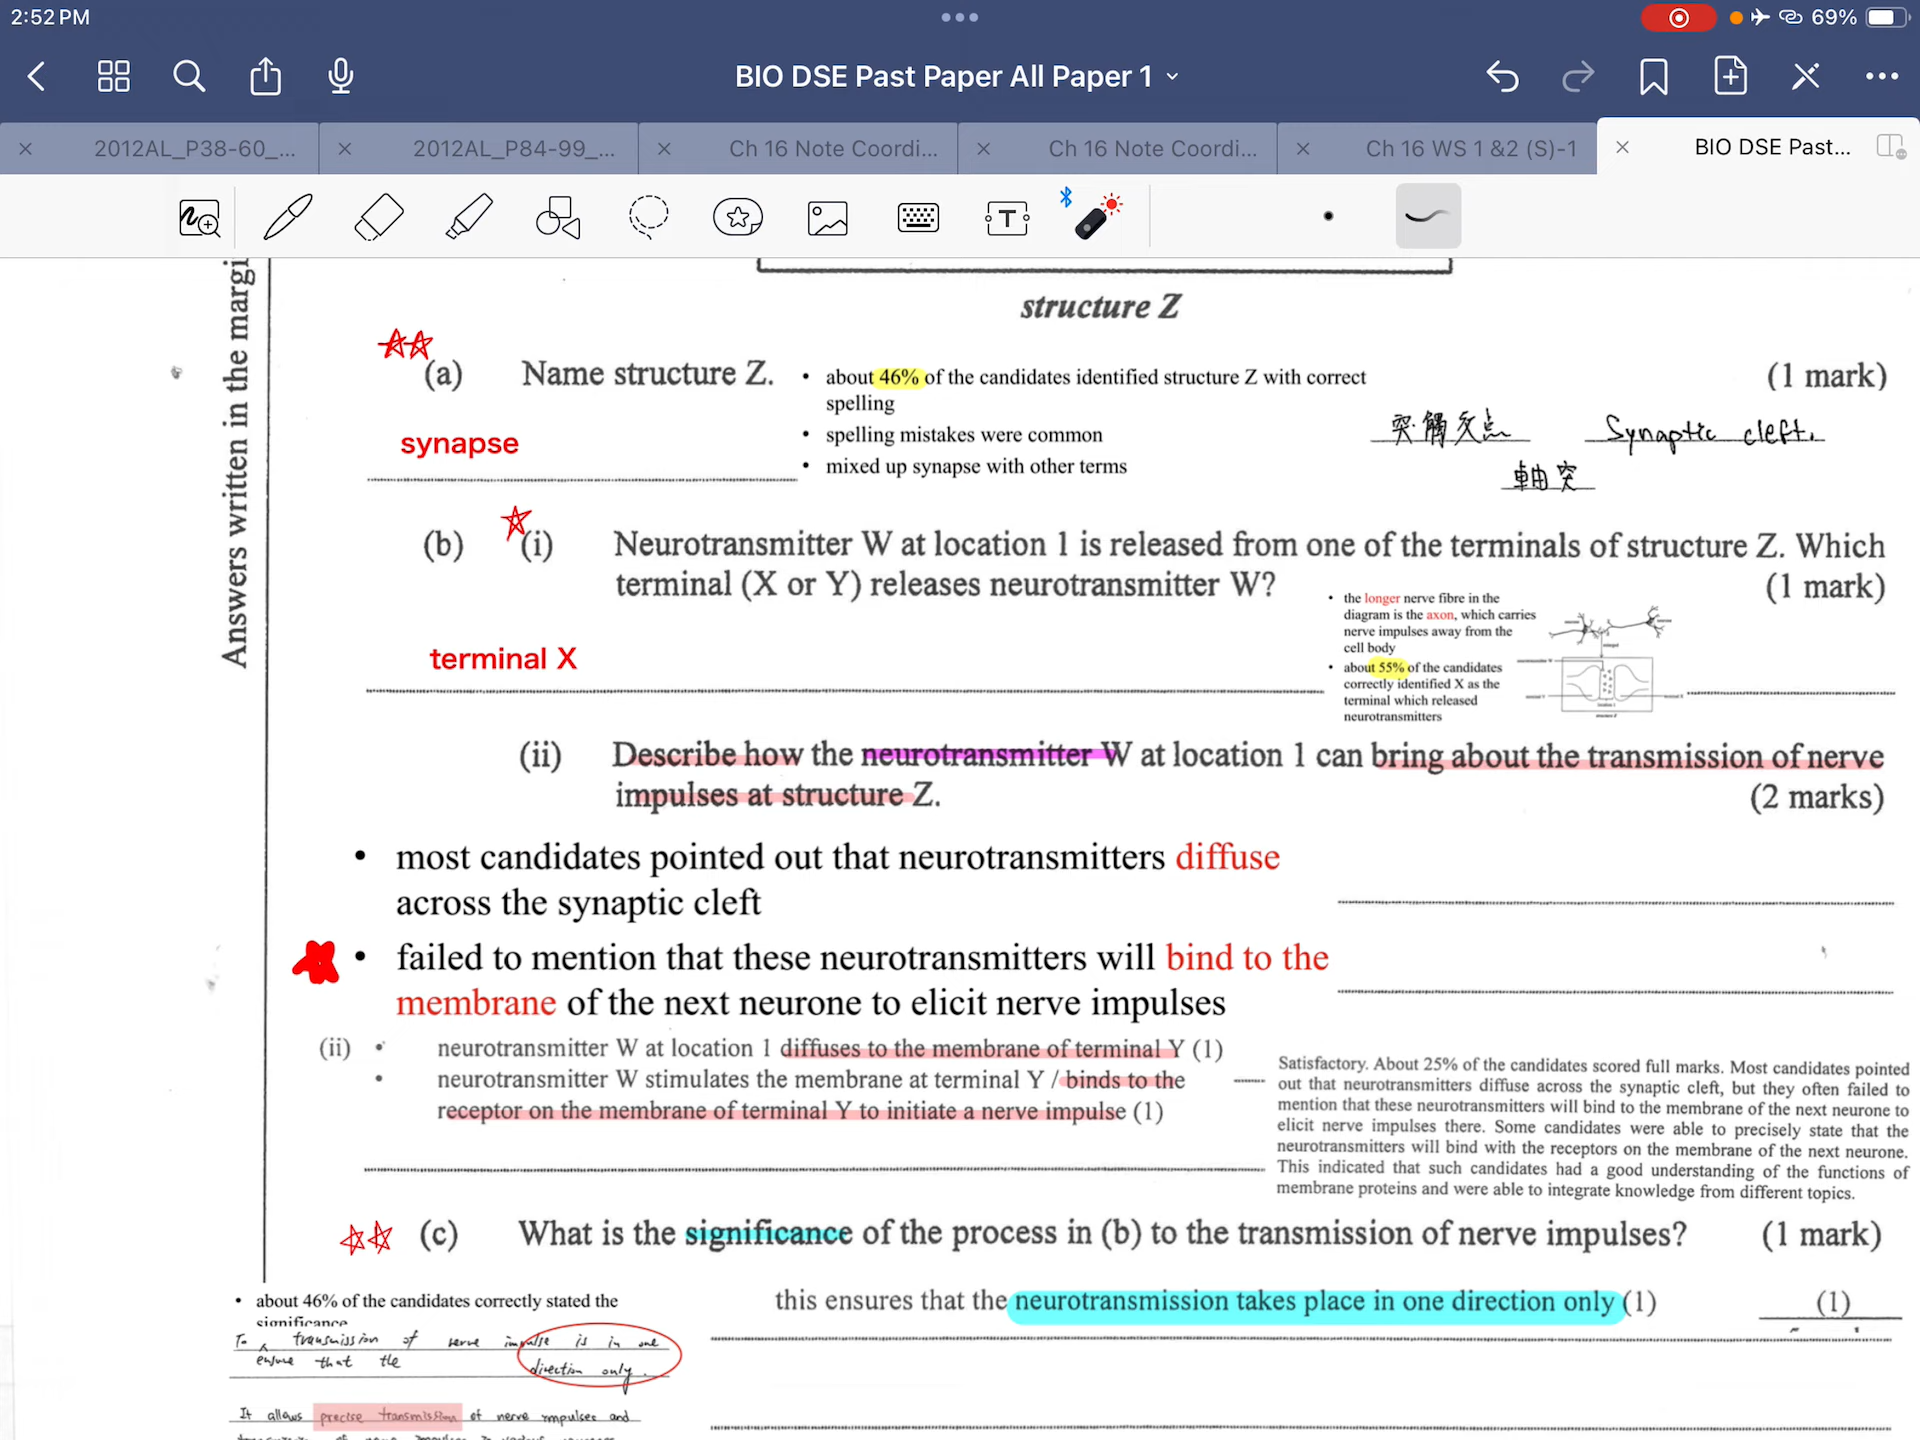 2:52 PM
69%
BIO DSE Past Paper All Paper 1
2012AL_P38-60_...
2012AL_P84-99_...
Ch 16 Note Coordi...
Ch 16 Note Coordi...
Ch 16 WS 1 &2 (S)-1
BIO DSE Past...
Answers written in the margi
structure Z
(a) Name structure Z. (1 mark)
• about 46% of the candidates identified structure Z with correct
spelling
• spelling mistakes were common
• mixed up synapse with other terms
突觸交点 Synaptic cleft.
軸突
synapse
(b) (i) Neurotransmitter W at location 1 is released from one of the terminals of structure Z. Which
terminal (X or Y) releases neurotransmitter W? (1 mark)
• the longer nerve fibre in the
diagram is the axon, which carries
nerve impulses away from the
cell body
• about 55% of the candidates
correctly identified X as the
terminal which released
neurotransmitters
terminal X
(ii) Describe how the neurotransmitter W at location 1 can bring about the transmission of nerve
impulses at structure Z. (2 marks)
• most candidates pointed out that neurotransmitters diffuse
across the synaptic cleft
• failed to mention that these neurotransmitters will bind to the
membrane of the next neurone to elicit nerve impulses
(ii) • neurotransmitter W at location 1 diffuses to the membrane of terminal Y (1)
• neurotransmitter W stimulates the membrane at terminal Y / binds to the
receptor on the membrane of terminal Y to initiate a nerve impulse (1)
Satisfactory. About 25% of the candidates scored full marks. Most candidates pointed
out that neurotransmitters diffuse across the synaptic cleft, but they often failed to
mention that these neurotransmitters will bind to the membrane of the next neurone to
elicit nerve impulses there. Some candidates were able to precisely state that the
neurotransmitters will bind with the receptors on the membrane of the next neurone.
This indicated that such candidates had a good understanding of the functions of
membrane proteins and were able to integrate knowledge from different topics.
(c) What is the significance of the process in (b) to the transmission of nerve impulses? (1 mark)
this ensures that the neurotransmission takes place in one direction only (1) (1)
• about 46% of the candidates correctly stated the
significance
To transmission of nerve impulse is in one
ensure that the direction only.
It allows precise transmission of nerve impulses and